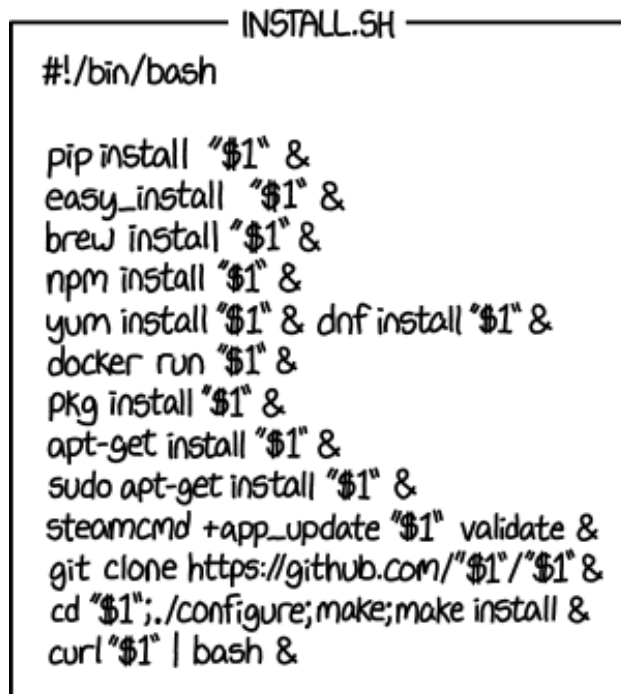 INSTALL.SH
#!/bin/bash
pip install "$1" &
easy_install "$1" &
brew install "$1" &
npm install "$1" &
yum install "$1" & dnf install "$1" &
docker run "$1" &
pkg install "$1" &
apt-get install "$1" &
sudo apt-get install "$1" &
steamcmd +app_update "$1" validate &
git clone https://github.com/"$1"/"$1" &
cd "$1";./configure;make;make install &
curl "$1" | bash &